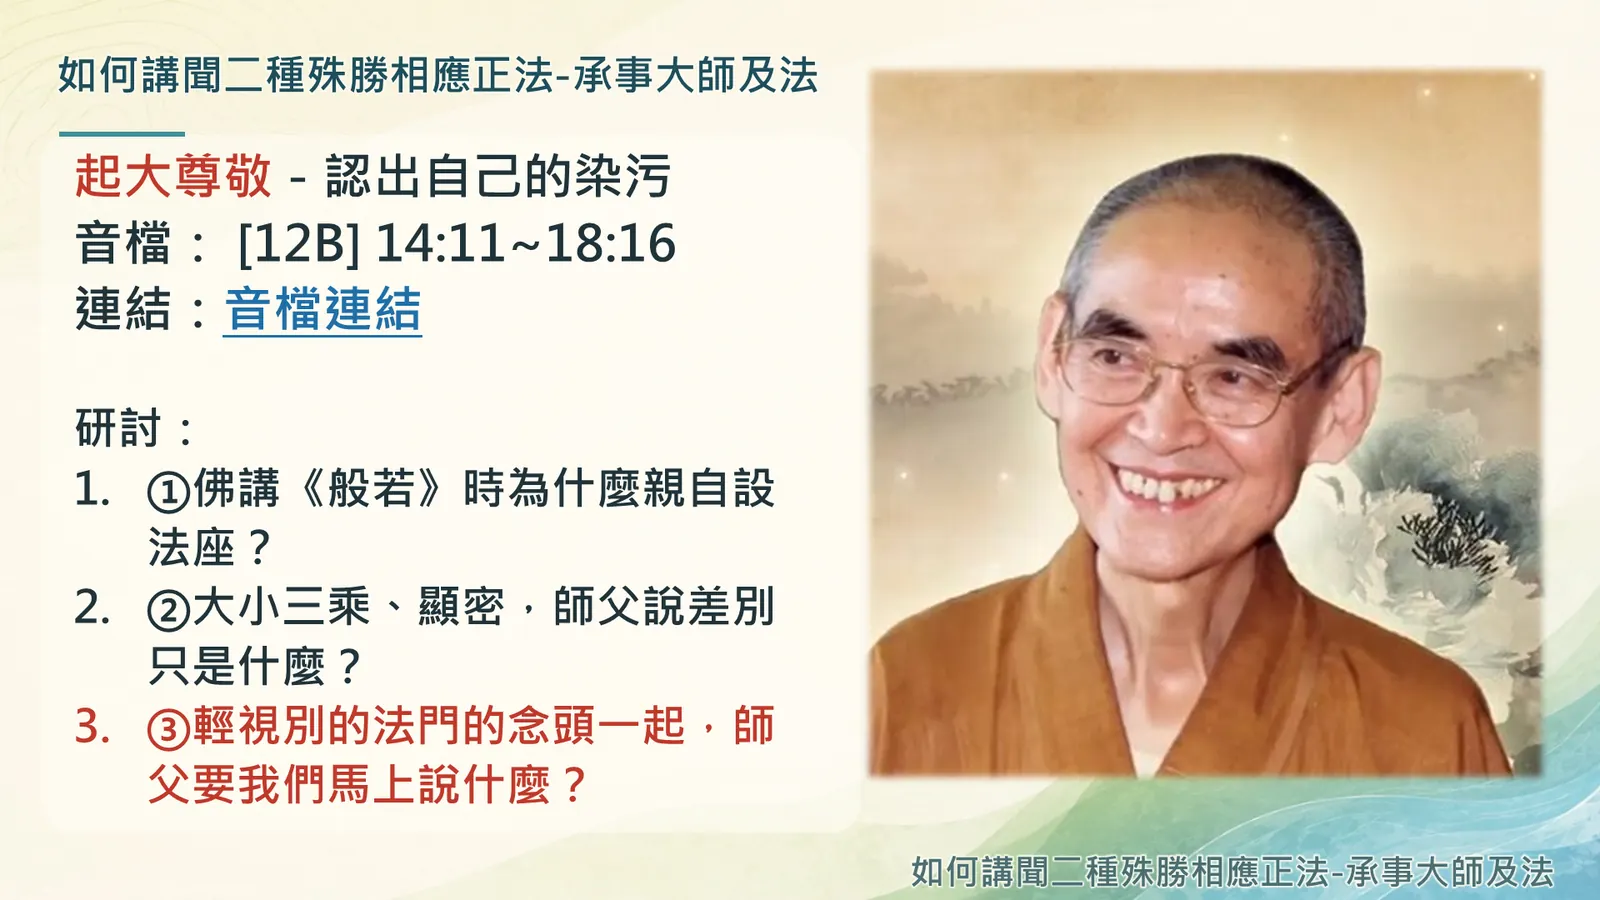 如何講聞二種殊勝相應正法-承事大師及法
起大尊敬 - 認出自己的染污
音檔： [12B] 14:11~18:16
連結：音檔連結
研討：
1. ①佛講《般若》時為什麼親自設
法座？
2. ②大小三乘、顯密，師父說差別
只是什麼？
3. ③輕視別的法門的念頭一起，師
父要我們馬上說什麼？
如何講聞二種殊勝相應正法-承事大師及法